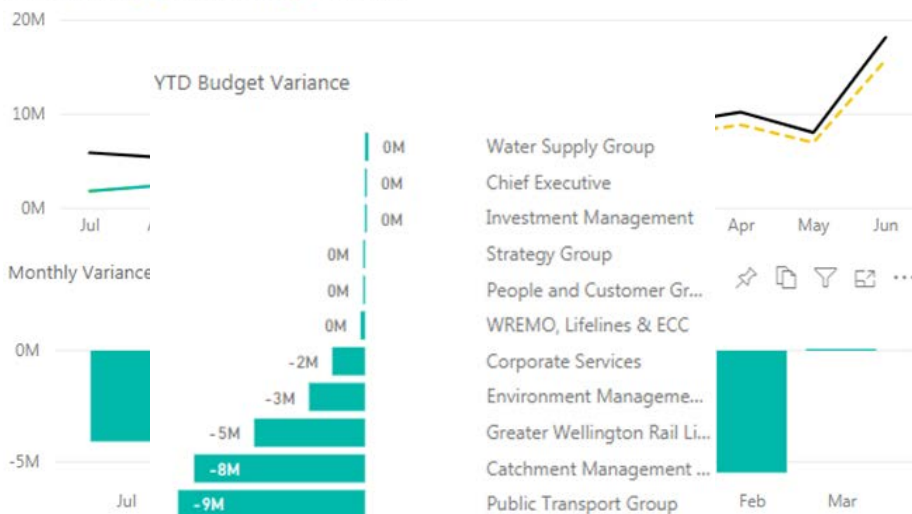 20M
YTD Budget Variance
10M
0M Water Supply Group
0M Chief Executive
0M
0M Investment Management
Jul
Apr May Jun
0M Strategy Group
Monthly Variance
0M People and Customer Gr...
0M WREMO, Lifelines & ECC
0M
-2M Corporate Services
-3M Environment Manageme...
-5M Greater Wellington Rail Li...
-5M
-8M Catchment Management ...
-9M Public Transport Group
Jul
Feb Mar